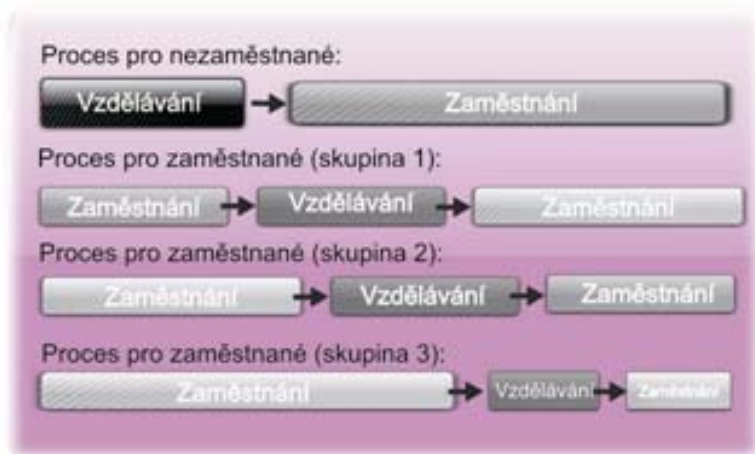 Proces pro nezaměstnané:
Vzdělávání Zaměstnání
Proces pro zaměstnané (skupina 1):
Zaměstnání Vzdělávání Zaměstnání
Proces pro zaměstnané (skupina 2):
Zaměstnání Vzdělávání Zaměstnání
Proces pro zaměstnané (skupina 3):
Zaměstnání Vzdělávání Zaměstnání